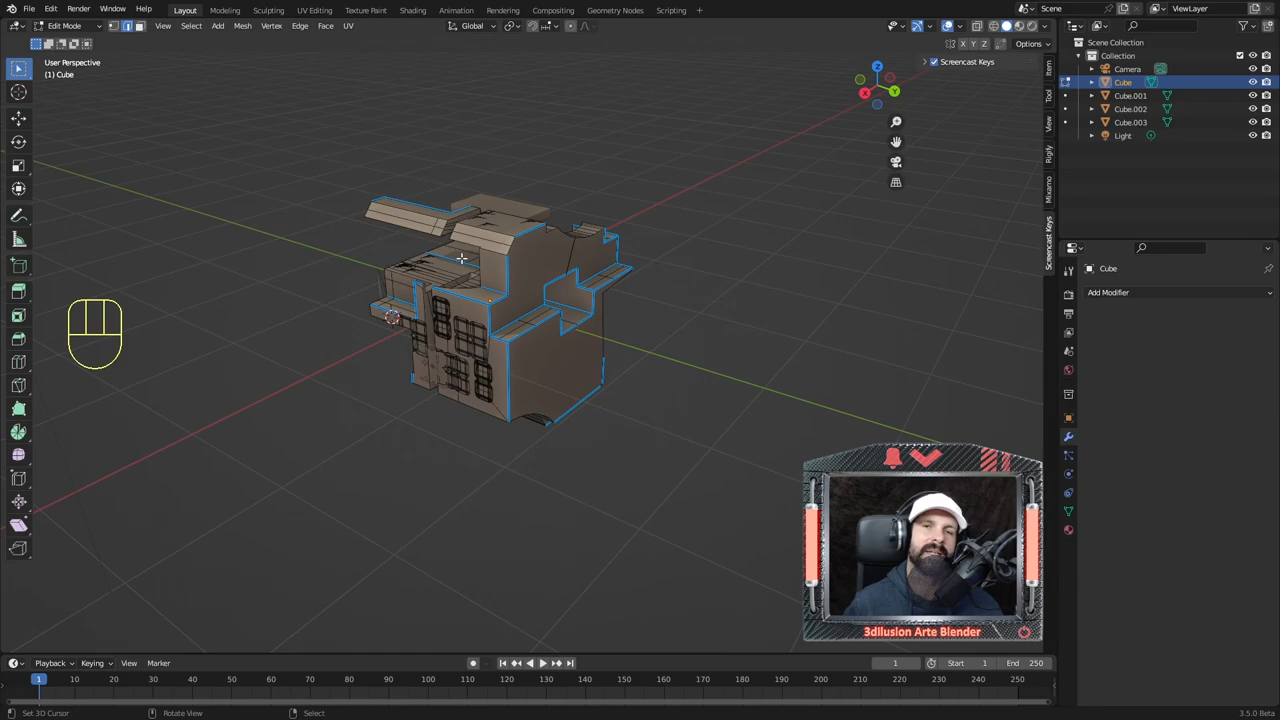 File Edit Render Window Help
Layout Modeling Sculpting UV Editing Texture Paint Shading Animation Rendering Compositing Geometry Nodes Scripting
Scene
ViewLayer
Edit Mode
View Select Add Mesh Vertex Edge Face UV
Global
X Y Z
Options
User Perspective
(1) Cube
Screencast Keys
Z
Y
X
Item
Tool
View
Rigify
Mixamo
Screencast Keys
Scene Collection
Collection
Camera
Cube
Cube.001
Cube.002
Cube.003
Light
Cube
Add Modifier
3dilusion Arte Blender
Playback Keying View Marker
1
Start 1
End 250
1 10 20 30 40 50 60 70 80 90 100 110 120 130 140 150 160 170 180 190 200 210 220 230 240 250
Set 3D Cursor
Rotate View
Select
3.5.0 Beta